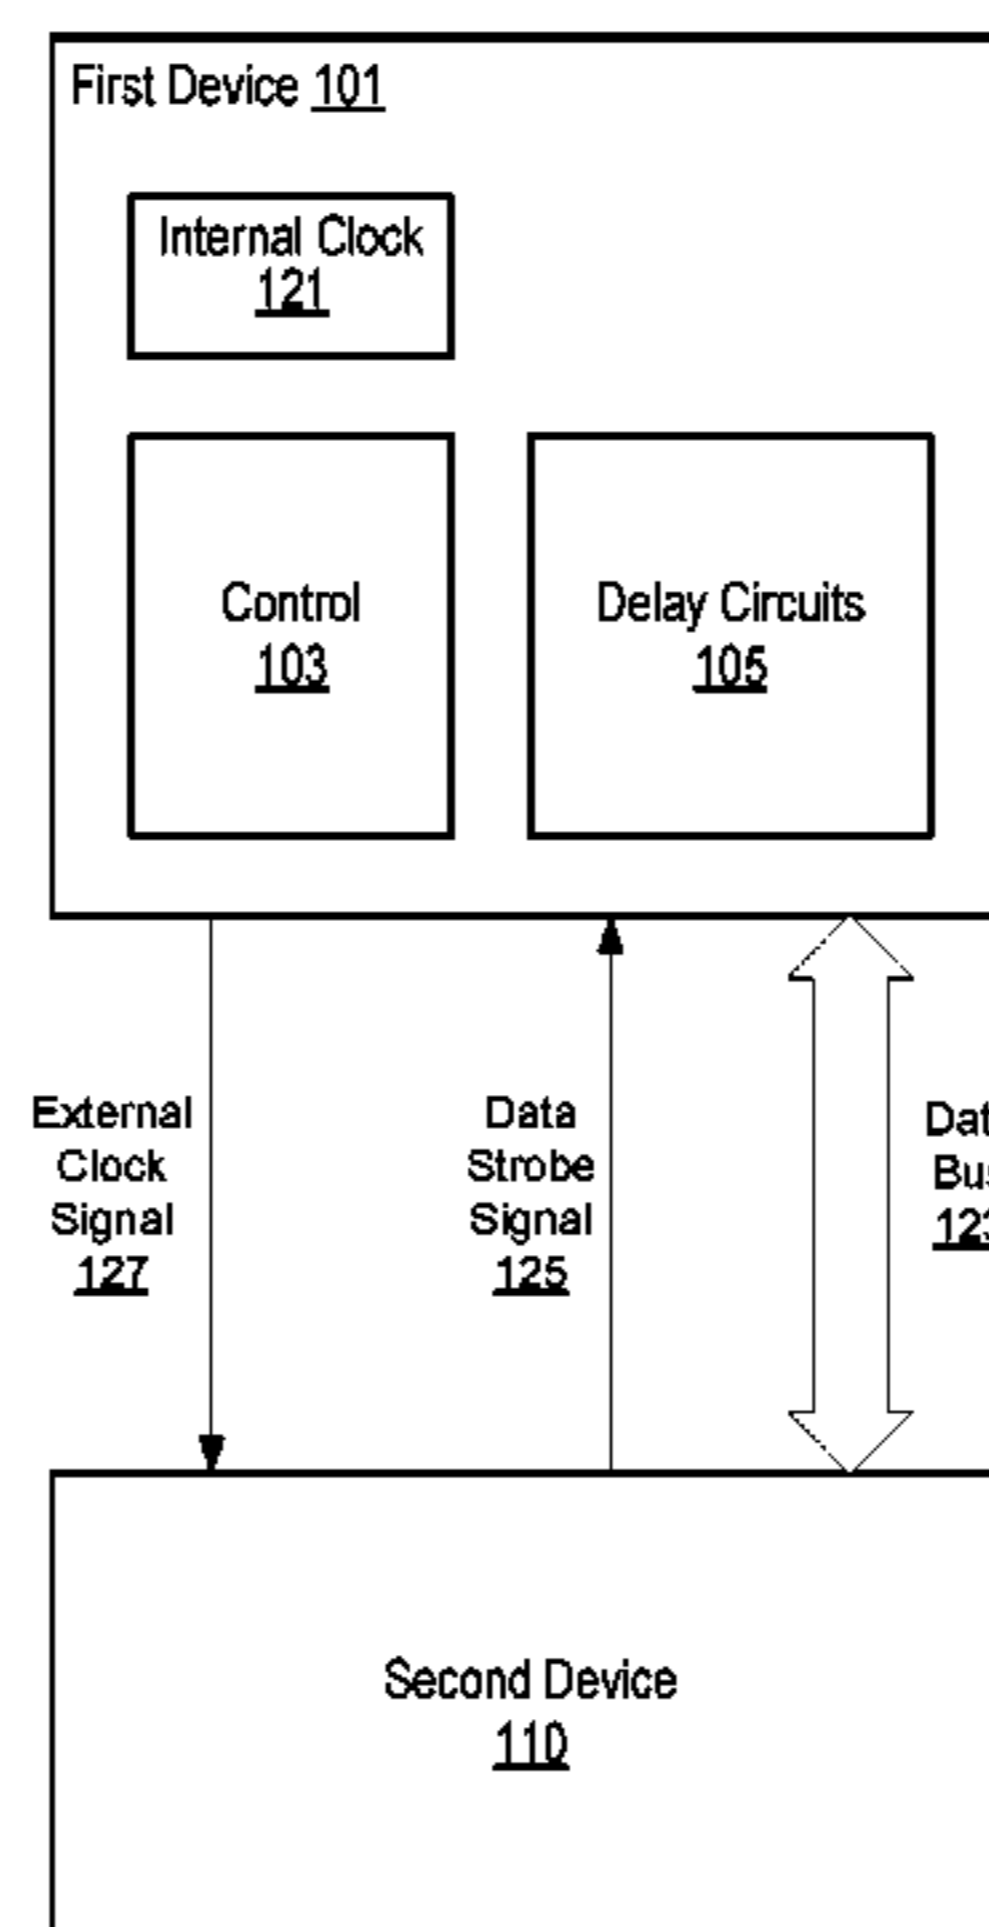 First Device 101
Internal Clock
121
Control
103
Delay Circuits
105
External
Clock
Signal
127
Data
Strobe
Signal
125
Second Device
110